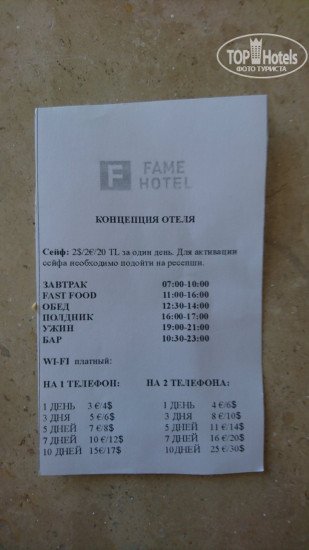 TOPHotels
ФОТО ТУРИСТА
F FAME HOTEL
КОНЦЕПЦИЯ ОТЕЛЯ
Сейф: 2$/2€/20 TL за один день. Для активации
сейфа необходимо подойти на ресепшн.
ЗАВТРАК 07:00-10:00
FAST FOOD 11:00-16:00
ОБЕД 12:30-14:00
ПОЛДНИК 16:00-17:00
УЖИН 19:00-21:00
БАР 10:30-23:00
WI-FI платный:
НА 1 ТЕЛЕФОН: НА 2 ТЕЛЕФОНА:
1 ДЕНЬ 3 €/4$ 1 ДЕНЬ 4 €/6$
3 ДНЯ 5 €/6$ 3 ДНЯ 8 €/10$
5 ДНЕЙ 7 €/8$ 5 ДНЕЙ 11 €/14$
7 ДНЕЙ 10 €/12$ 7 ДНЕЙ 16 €/20$
10 ДНЕЙ 15€/17$ 10ДНЕЙ 25 €/30$